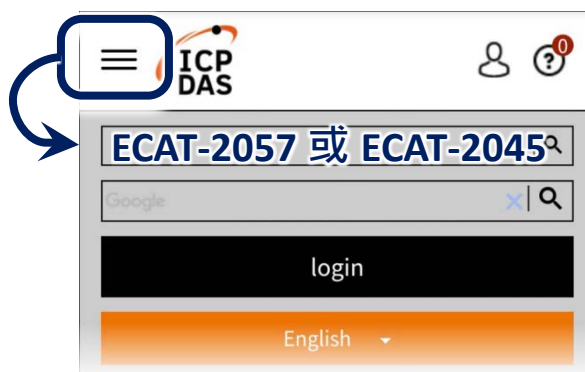 ICP
DAS
0
ECAT-2057 或 ECAT-2045
Google
login
English